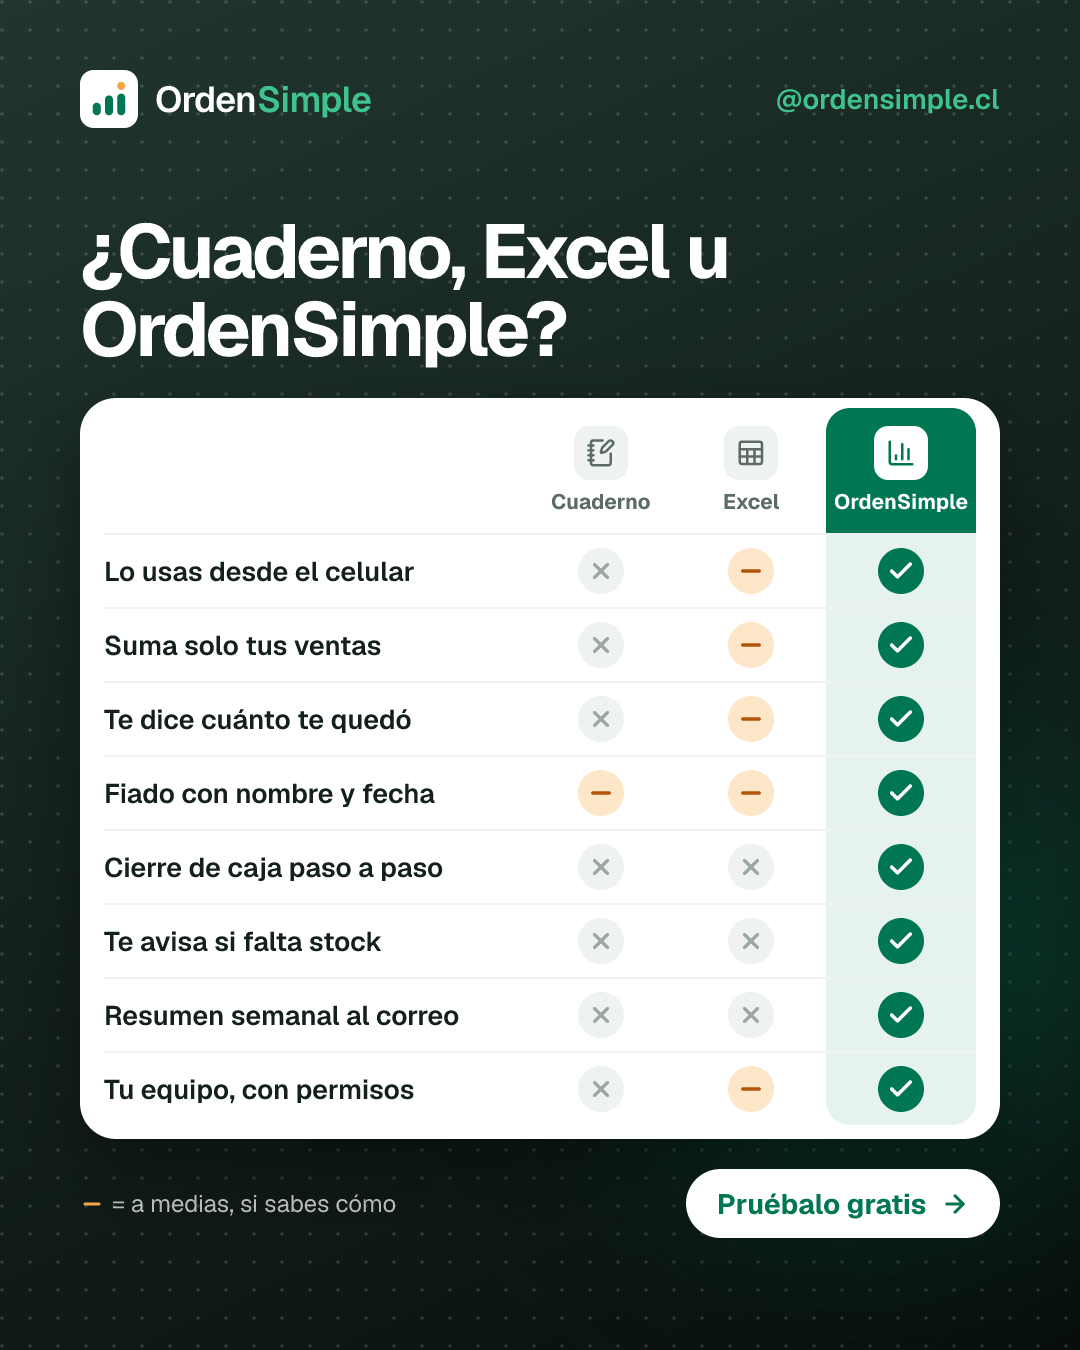 OrdenSimple
@ordensimple.cl
¿Cuaderno, Excel u
OrdenSimple?
Cuaderno
Excel
OrdenSimple
Lo usas desde el celular
Suma solo tus ventas
Te dice cuánto te quedó
Fiado con nombre y fecha
Cierre de caja paso a paso
Te avisa si falta stock
Resumen semanal al correo
Tu equipo, con permisos
– = a medias, si sabes cómo
Pruébalo gratis →